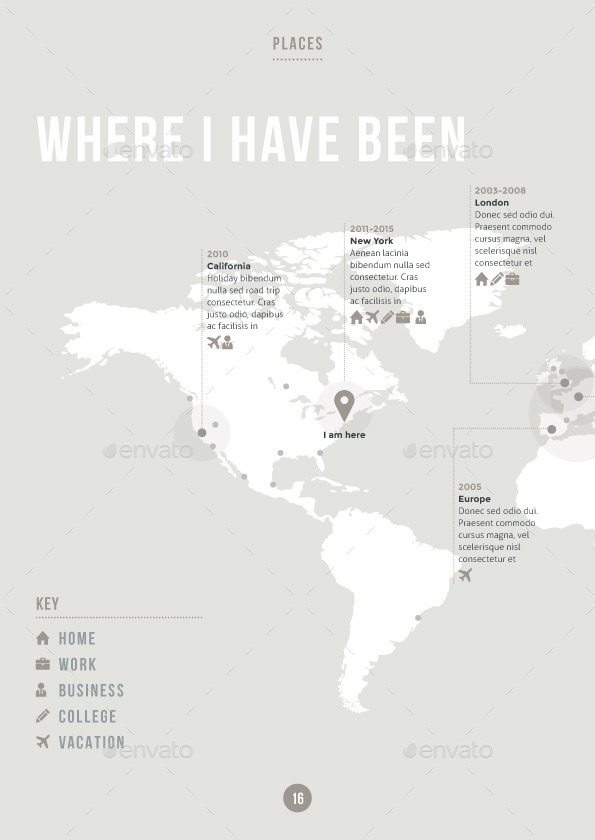 PLACES
WHERE I HAVE BEEN
envato
envato
2003-2008
London
Donec sed odio dui.
Praesent commodo
cursus magna, vel
scelerisque nisl
consectetur et
2011-2015
New York
Aenean lacinia
bibendum nulla sed
consectetur. Cras
justo odio, dapibus
ac facilisis in
2010
California
Holiday bibendum
nulla sed road trip
consectetur. Cras
justo odio, dapibus
ac facilisis in
I am here
envato
envato
2005
Europe
Donec sed odio dui.
Praesent commodo
cursus magna, vel
scelerisque nisl
consectetur et
KEY
HOME
WORK
BUSINESS
COLLEGE
VACATION
envato
envato
16